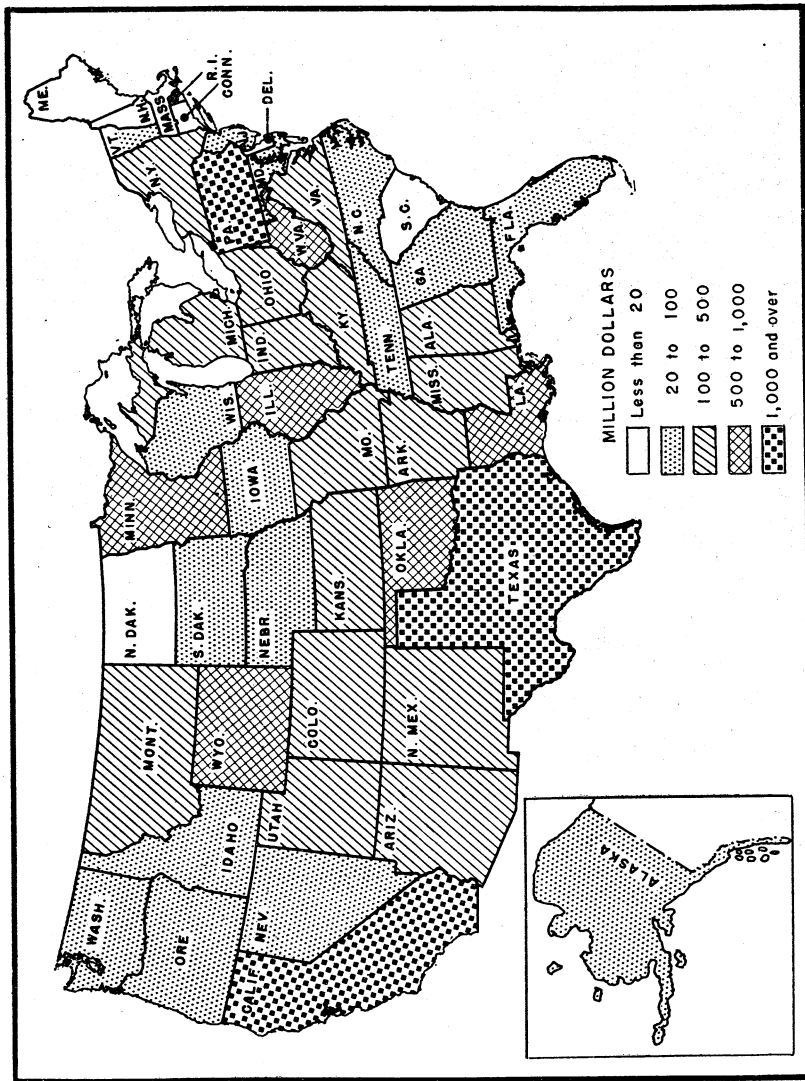 WASH.
MONT.
N. DAK.
MINN.
ME.
VT.
N.H.
MASS.
R.I.
CONN.
ORE
IDAHO
WYO.
S. DAK.
WIS.
MICH.
N.Y.
PA.
N.J.
DEL.
MD.
NEV
UTAH
COLO.
NEBR.
IOWA
ILL.
IND.
OHIO
W.VA.
VA.
CALIF.
KANS.
MO.
KY.
N.C.
ARIZ.
N. MEX.
OKLA.
ARK.
TENN.
S.C.
TEXAS
LA.
MISS.
ALA.
GA
FLA.
ALASKA
MILLION DOLLARS
Less than 20
20 to 100
100 to 500
500 to 1,000
1,000 and over